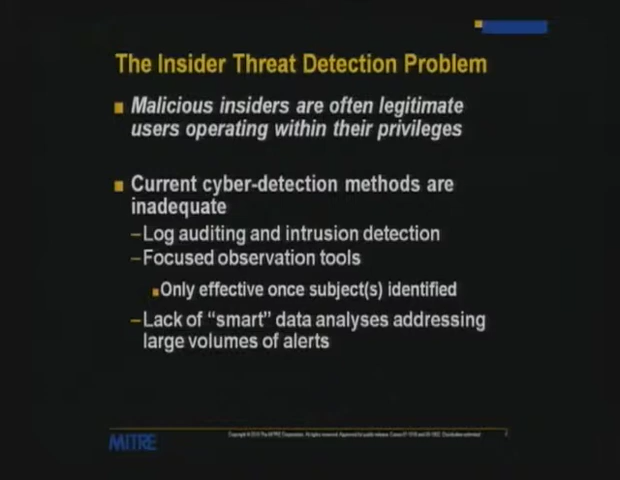 The Insider Threat Detection Problem
Malicious insiders are often legitimate
users operating within their privileges
Current cyber-detection methods are
inadequate
–Log auditing and intrusion detection
–Focused observation tools
Only effective once subject(s) identified
–Lack of “smart” data analyses addressing
large volumes of alerts
MITRE